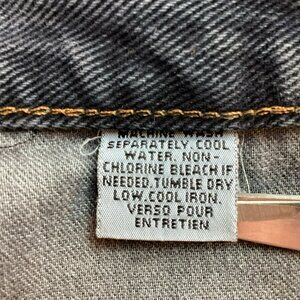 MACHINE WASH
SEPARATELY. COOL
WATER. NON-
CHLORINE BLEACH IF
NEEDED. TUMBLE DRY
LOW. COOL IRON.
VERSO POUR
ENTRETIEN